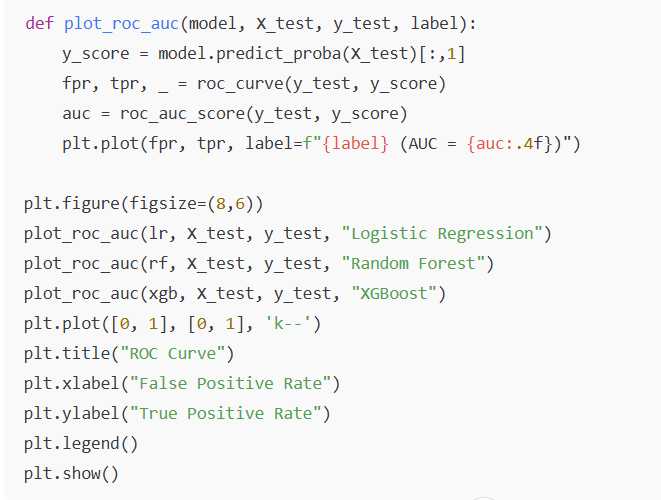 def plot_roc_auc(model, X_test, y_test, label):
    y_score = model.predict_proba(X_test)[:,1]
    fpr, tpr, _ = roc_curve(y_test, y_score)
    auc = roc_auc_score(y_test, y_score)
    plt.plot(fpr, tpr, label=f"{label} (AUC = {auc:.4f})")

plt.figure(figsize=(8,6))
plot_roc_auc(lr, X_test, y_test, "Logistic Regression")
plot_roc_auc(rf, X_test, y_test, "Random Forest")
plot_roc_auc(xgb, X_test, y_test, "XGBoost")
plt.plot([0, 1], [0, 1], 'k--')
plt.title("ROC Curve")
plt.xlabel("False Positive Rate")
plt.ylabel("True Positive Rate")
plt.legend()
plt.show()